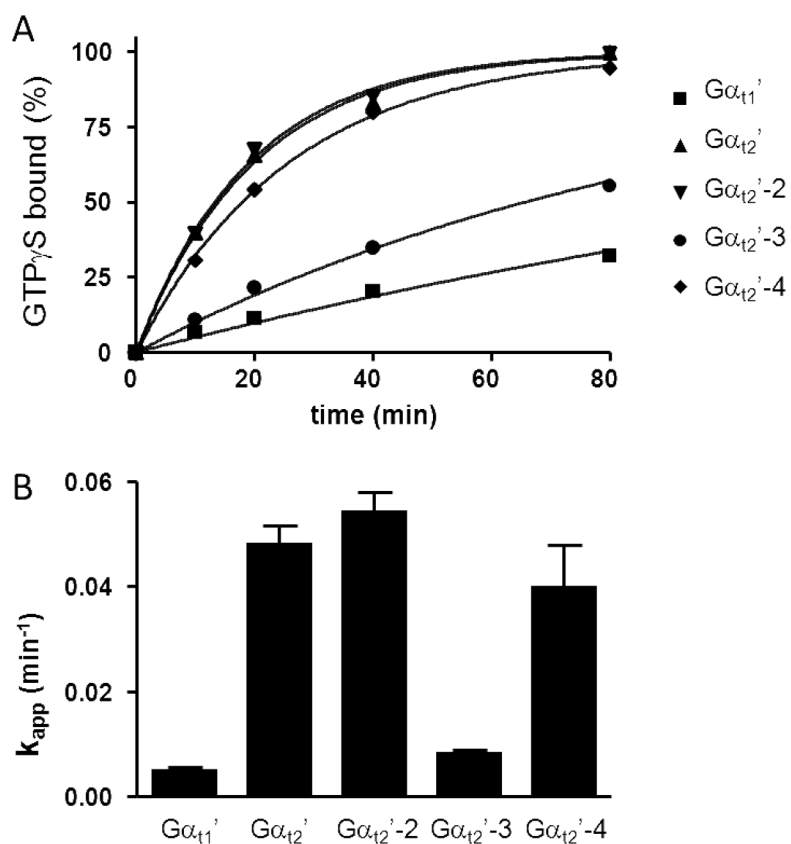 A
GTPγS bound (%)
100
75
50
25
0
0 20 40 60 80
time (min)
Gαt1’
Gαt2’
Gαt2’-2
Gαt2’-3
Gαt2’-4
B
kapp (min-1)
0.06
0.04
0.02
0.00
Gαt1’ Gαt2’ Gαt2’-2 Gαt2’-3 Gαt2’-4